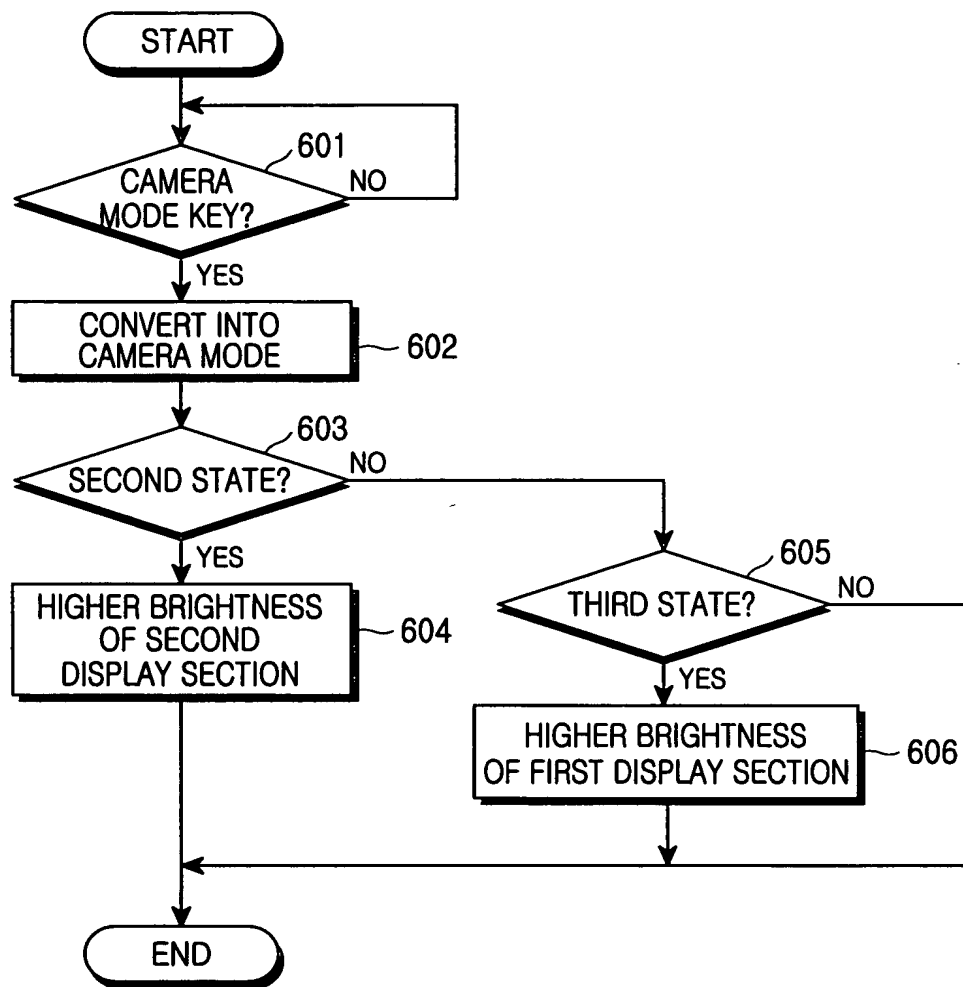 START
601
CAMERA
MODE KEY?
NO
YES
CONVERT INTO
CAMERA MODE
602
603
SECOND STATE?
NO
YES
HIGHER BRIGHTNESS
OF SECOND
DISPLAY SECTION
604
605
THIRD STATE?
NO
YES
HIGHER BRIGHTNESS
OF FIRST DISPLAY SECTION
606
END